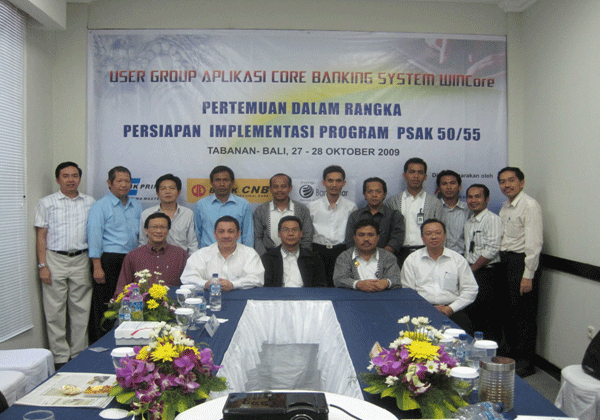 USER GROUP APLIKASI CORE BANKING SYSTEM WINCore
PERTEMUAN DALAM RANGKA
PERSIAPAN IMPLEMENTASI PROGRAM PSAK 50/55
TABANAN- BALI, 27 - 28 OKTOBER 2009
CNB